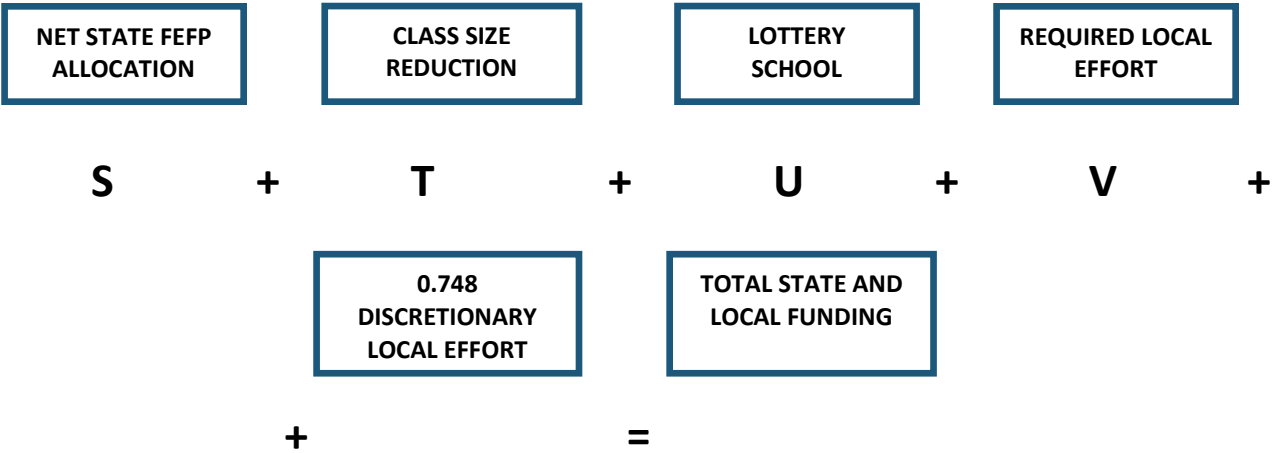 NET STATE FEFP
ALLOCATION
CLASS SIZE
REDUCTION
LOTTERY
SCHOOL
REQUIRED LOCAL
EFFORT
S + T + U + V +
0.748
DISCRETIONARY
LOCAL EFFORT
TOTAL STATE AND
LOCAL FUNDING
+ =